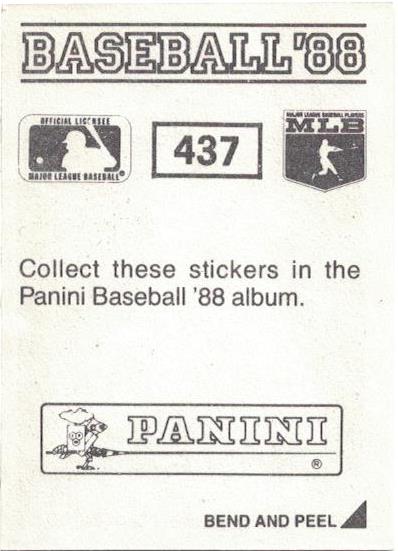 BASEBALL '88
OFFICIAL LICENSEE
MAJOR LEAGUE BASEBALL®
437
MAJOR LEAGUE BASEBALL PLAYERS
MLB
Collect these stickers in the
Panini Baseball '88 album.
PANINI
®
BEND AND PEEL